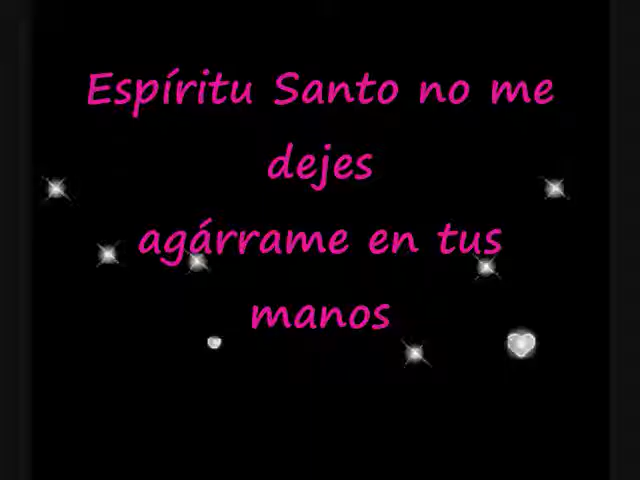 Espíritu Santo no me
dejes
agárrame en tus
manos